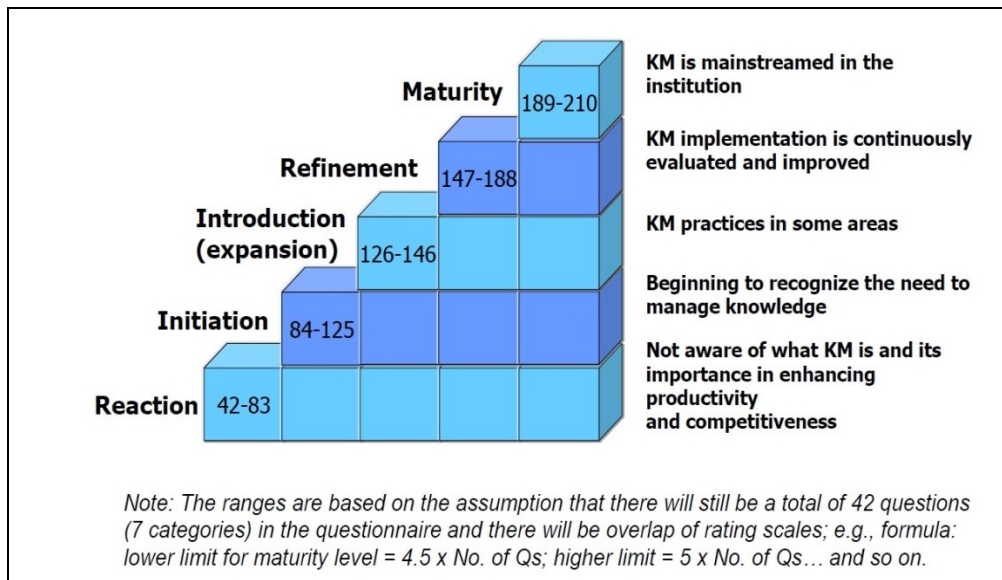 KM is mainstreamed in the
institution
Maturity
189-210
KM implementation is continuously
evaluated and improved
Refinement
147-188
Introduction
(expansion)
126-146
KM practices in some areas
Initiation
84-125
Beginning to recognize the need to
manage knowledge
Reaction
42-83
Not aware of what KM is and its
importance in enhancing
productivity
and competitiveness
Note: The ranges are based on the assumption that there will still be a total of 42 questions
(7 categories) in the questionnaire and there will be overlap of rating scales; e.g., formula:
lower limit for maturity level = 4.5 x No. of Qs; higher limit = 5 x No. of Qs… and so on.